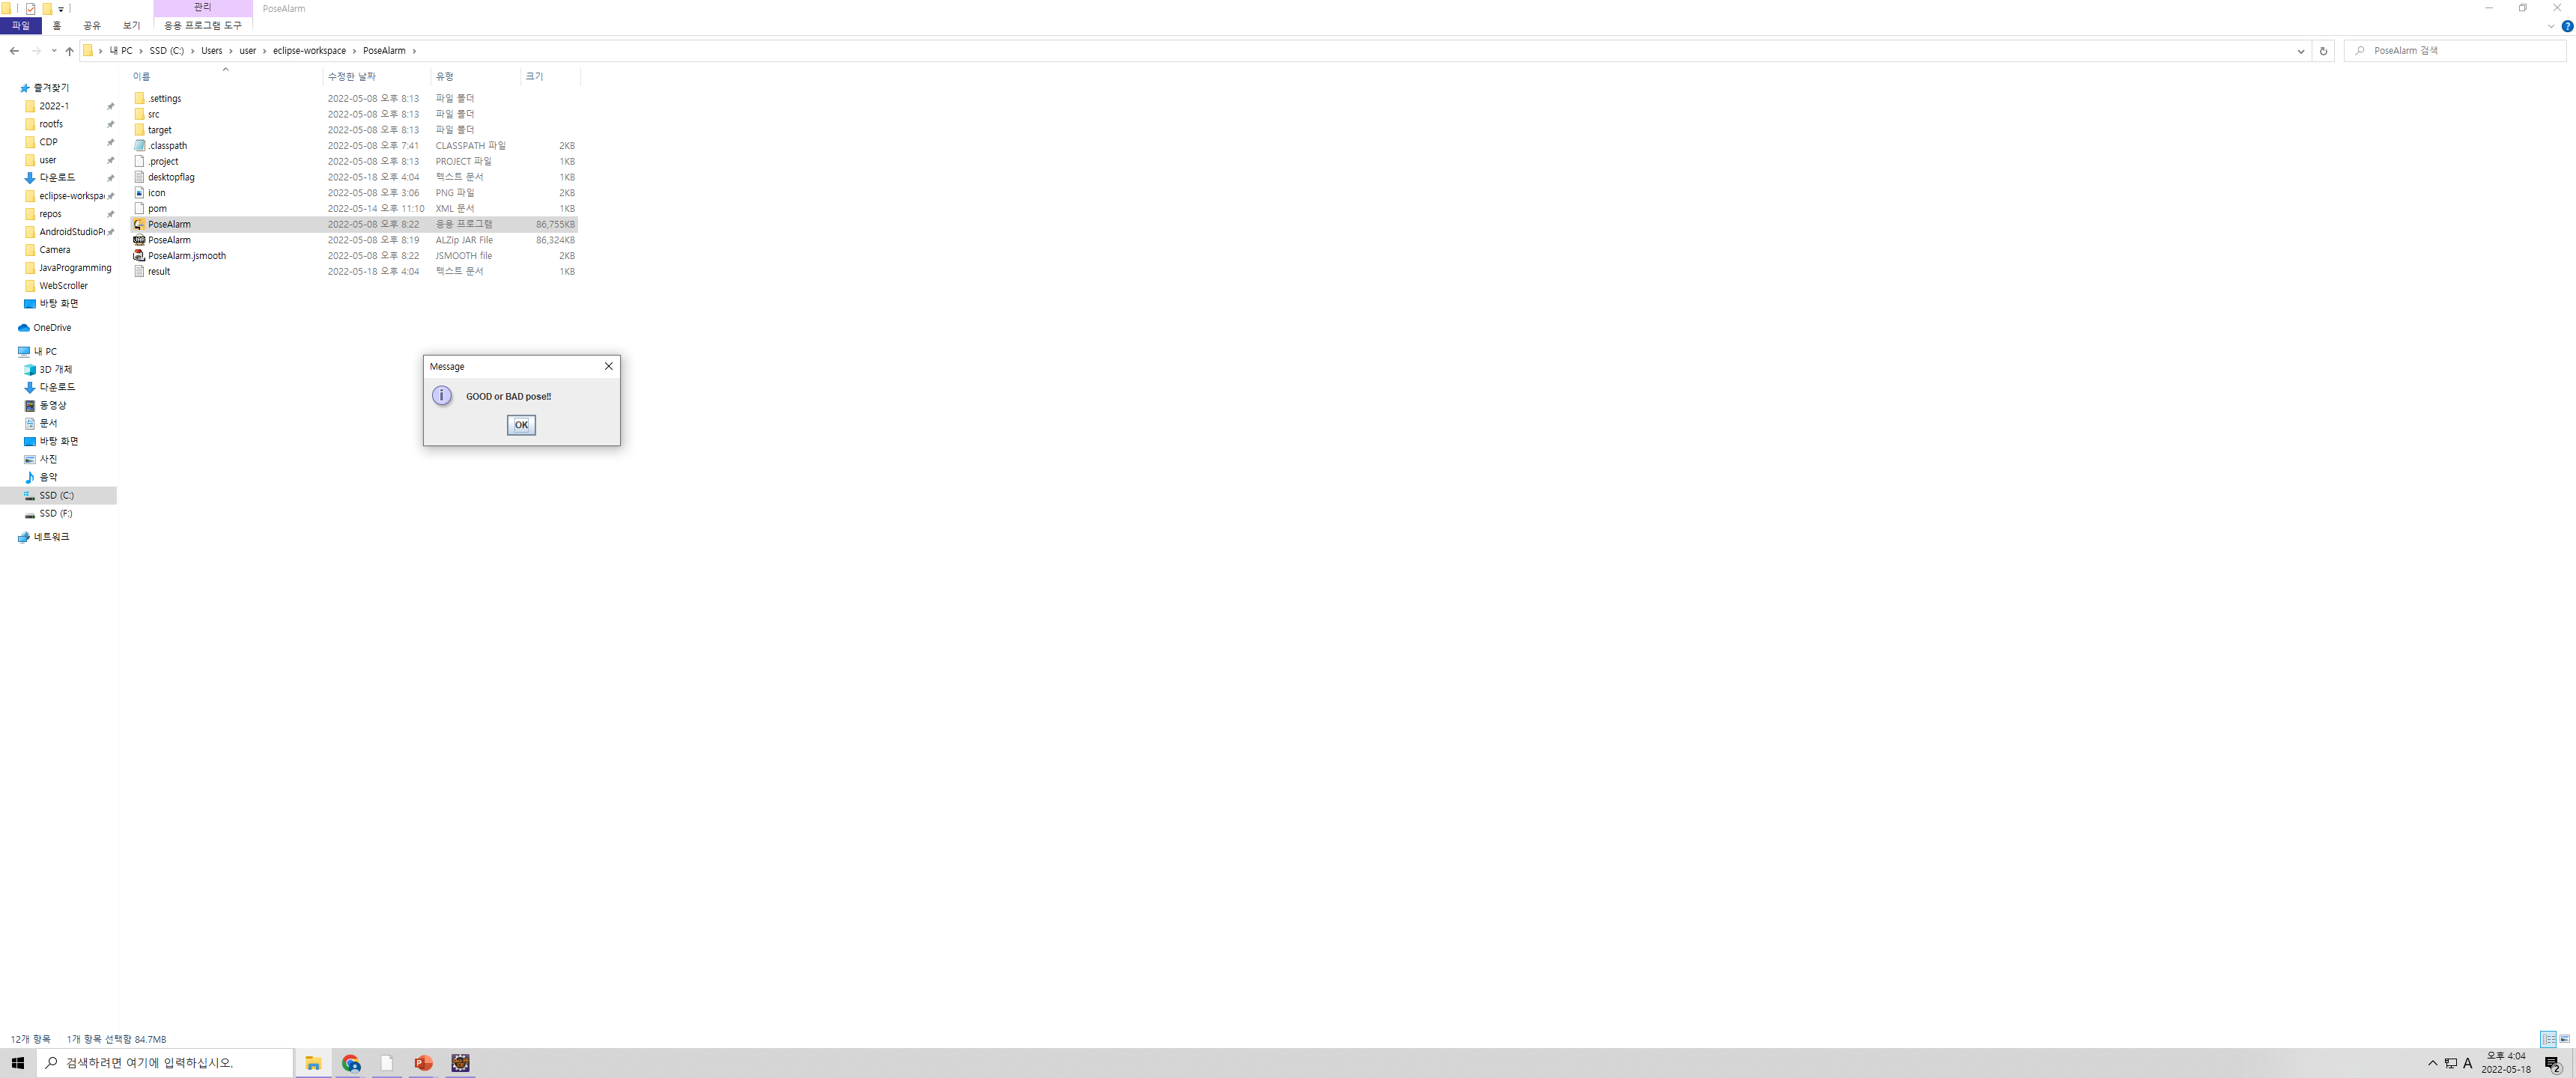 관리
PoseAlarm
파일
홈
공유
보기
응용 프로그램 도구
내 PC › SSD (C:) › Users › user › eclipse-workspace › PoseAlarm ›
PoseAlarm 검색
이름 수정한 날짜 유형 크기
.settings 2022-05-08 오후 8:13 파일 폴더
src 2022-05-08 오후 8:13 파일 폴더
target 2022-05-08 오후 8:13 파일 폴더
.classpath 2022-05-08 오후 7:41 CLASSPATH 파일 2KB
.project 2022-05-08 오후 8:13 PROJECT 파일 1KB
desktopflag 2022-05-18 오후 4:04 텍스트 문서 1KB
icon 2022-05-08 오후 3:06 PNG 파일 2KB
pom 2022-05-14 오후 11:10 XML 문서 1KB
PoseAlarm 2022-05-08 오후 8:22 응용 프로그램 86,755KB
PoseAlarm 2022-05-08 오후 8:19 ALZip JAR File 86,324KB
PoseAlarm.jsmooth 2022-05-08 오후 8:22 JSMOOTH file 2KB
result 2022-05-18 오후 4:04 텍스트 문서 1KB
즐겨찾기
2022-1
rootfs
CDP
user
다운로드
eclipse-workspa
repos
AndroidStudioPr
Camera
JavaProgramming
WebScroller
바탕 화면
OneDrive
내 PC
3D 개체
다운로드
동영상
문서
바탕 화면
사진
음악
SSD (C:)
SSD (F:)
네트워크
Message
GOOD or BAD pose!!
OK
12개 항목 1개 항목 선택함 84.7MB
검색하려면 여기에 입력하십시오.
A
오후 4:04
2022-05-18
2